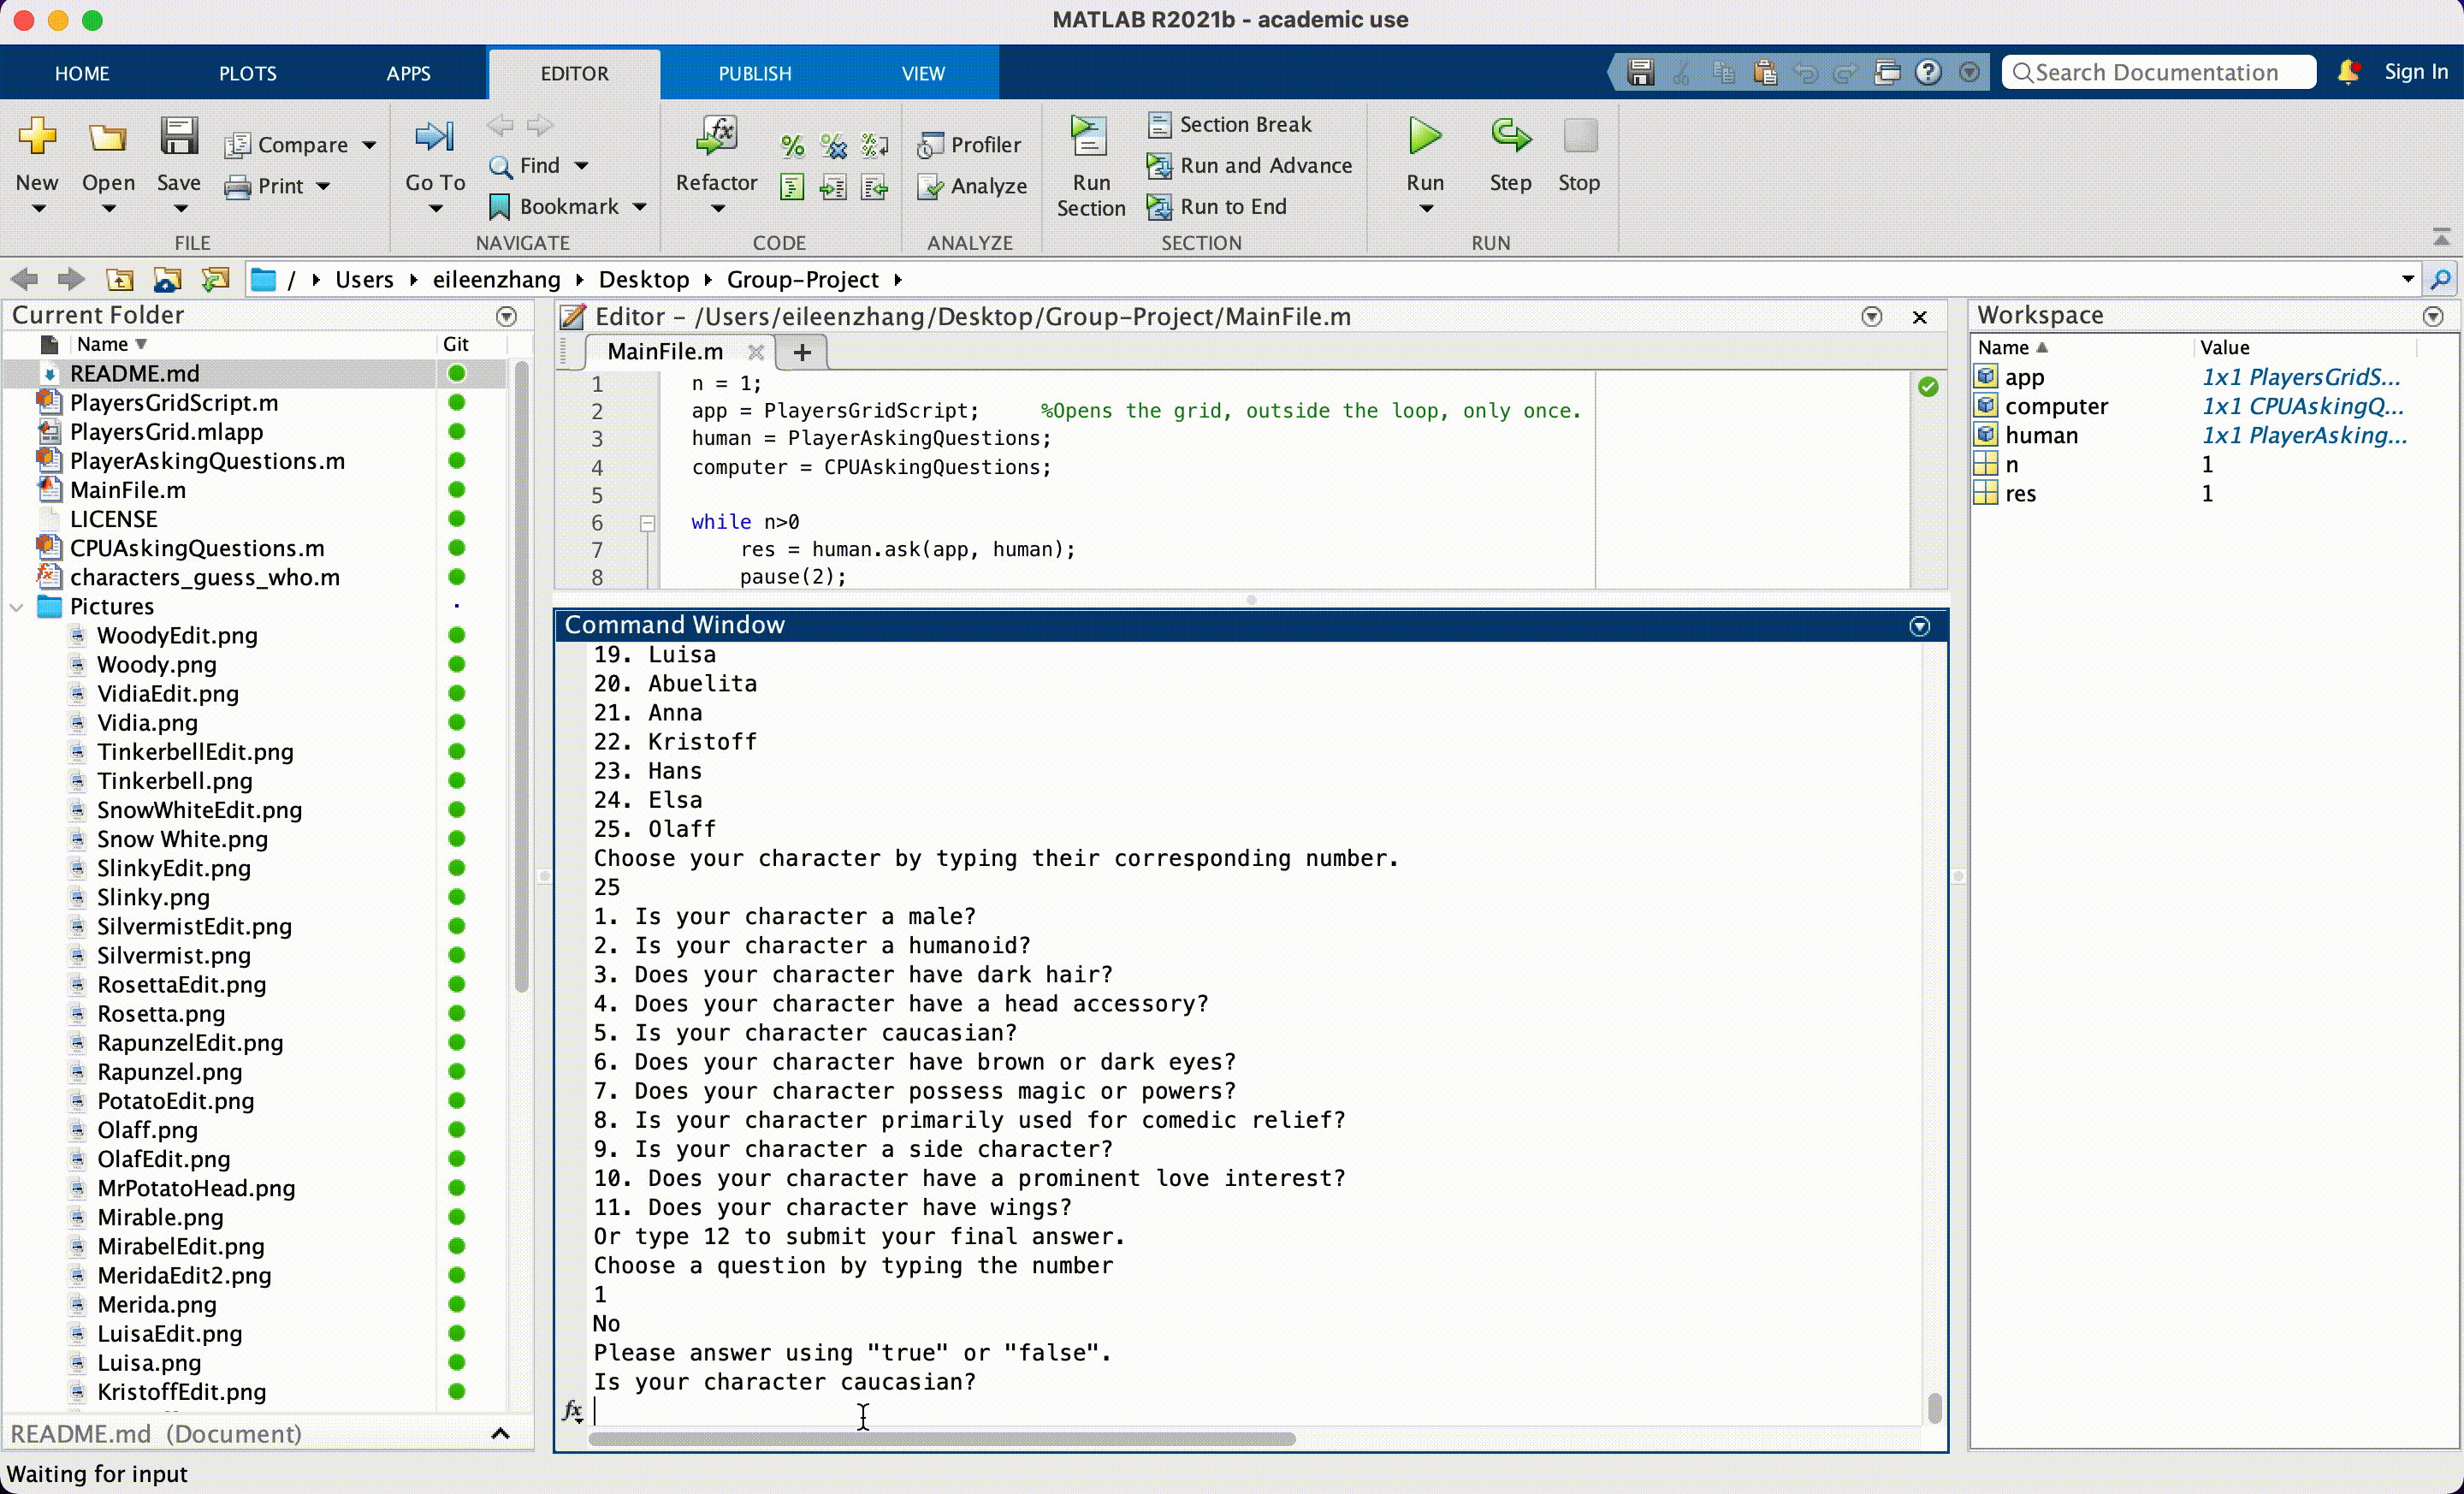 MATLAB R2021b - academic use
HOME PLOTS APPS EDITOR PUBLISH VIEW Search Documentation Sign In
New Open Save Compare Print
FILE
Go To Find Bookmark
NAVIGATE
Refactor
CODE
Profiler Analyze
ANALYZE
Run Section Section Break Run and Advance Run to End
SECTION
Run Step Stop
RUN
/ Users eileenzhang Desktop Group-Project
Current Folder
Name Git
README.md
PlayersGridScript.m
PlayersGrid.mlapp
PlayerAskingQuestions.m
MainFile.m
LICENSE
CPUAskingQuestions.m
characters_guess_who.m
Pictures
WoodyEdit.png
Woody.png
VidiaEdit.png
Vidia.png
TinkerbellEdit.png
Tinkerbell.png
SnowWhiteEdit.png
Snow White.png
SlinkyEdit.png
Slinky.png
SilvermistEdit.png
Silvermist.png
RosettaEdit.png
Rosetta.png
RapunzelEdit.png
Rapunzel.png
PotatoEdit.png
Olaff.png
OlafEdit.png
MrPotatoHead.png
Mirable.png
MirabelEdit.png
MeridaEdit2.png
Merida.png
LuisaEdit.png
Luisa.png
KristoffEdit.png
README.md (Document)
Waiting for input
Editor - /Users/eileenzhang/Desktop/Group-Project/MainFile.m
MainFile.m
1 n = 1;
2 app = PlayersGridScript; %Opens the grid, outside the loop, only once.
3 human = PlayerAskingQuestions;
4 computer = CPUAskingQuestions;
5
6 while n>0
7 res = human.ask(app, human);
8 pause(2);
Command Window
19. Luisa
20. Abuelita
21. Anna
22. Kristoff
23. Hans
24. Elsa
25. Olaff
Choose your character by typing their corresponding number.
25
1. Is your character a male?
2. Is your character a humanoid?
3. Does your character have dark hair?
4. Does your character have a head accessory?
5. Is your character caucasian?
6. Does your character have brown or dark eyes?
7. Does your character possess magic or powers?
8. Is your character primarily used for comedic relief?
9. Is your character a side character?
10. Does your character have a prominent love interest?
11. Does your character have wings?
Or type 12 to submit your final answer.
Choose a question by typing the number
1
No
Please answer using "true" or "false".
Is your character caucasian?
fx
Workspace
Name Value
app 1x1 PlayersGridS...
computer 1x1 CPUAskingQ...
human 1x1 PlayerAsking...
n 1
res 1